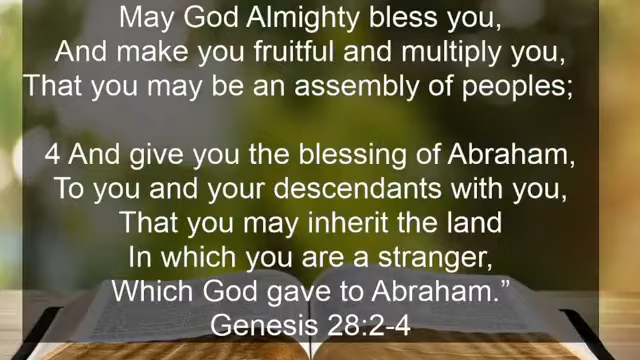 May God Almighty bless you,
And make you fruitful and multiply you,
That you may be an assembly of peoples;
4 And give you the blessing of Abraham,
To you and your descendants with you,
That you may inherit the land
In which you are a stranger,
Which God gave to Abraham.”
Genesis 28:2-4